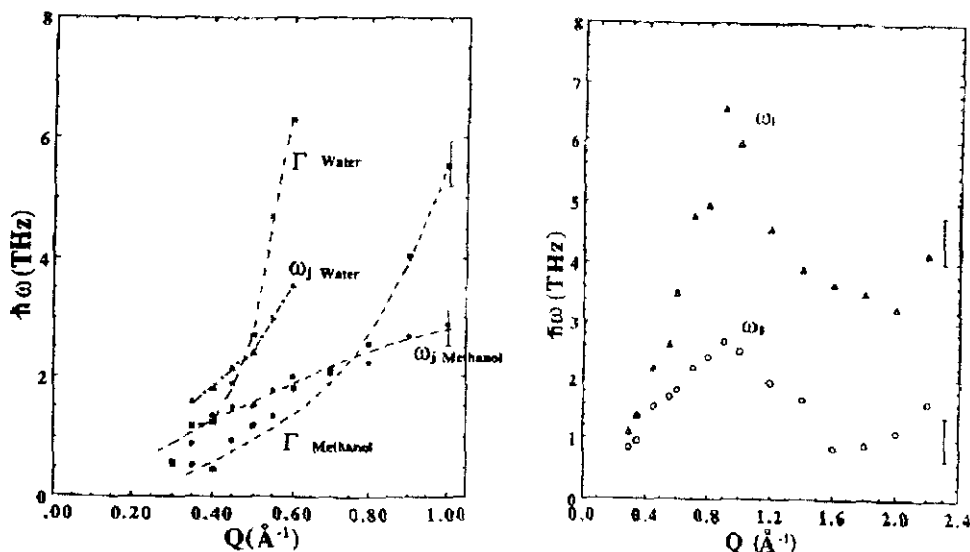 8
6
4
2
0
ħω(THz)
Γ Water
ωj Water
ωj Methanol
Γ Methanol
.00 0.20 0.40 0.60 0.80 1.00
Q(Å⁻¹)
8
7
6
5
4
3
2
1
0
ħω(THz)
0.0 0.4 0.8 1.2 1.6 2.0 2.4
Q (Å⁻¹)